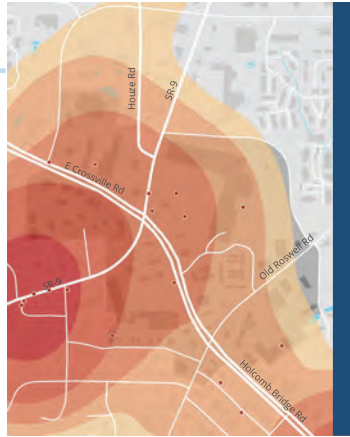 Houze Rd
SR-9
E Crossville Rd
Old Roswell Rd
SR-9
Holcomb Bridge Rd